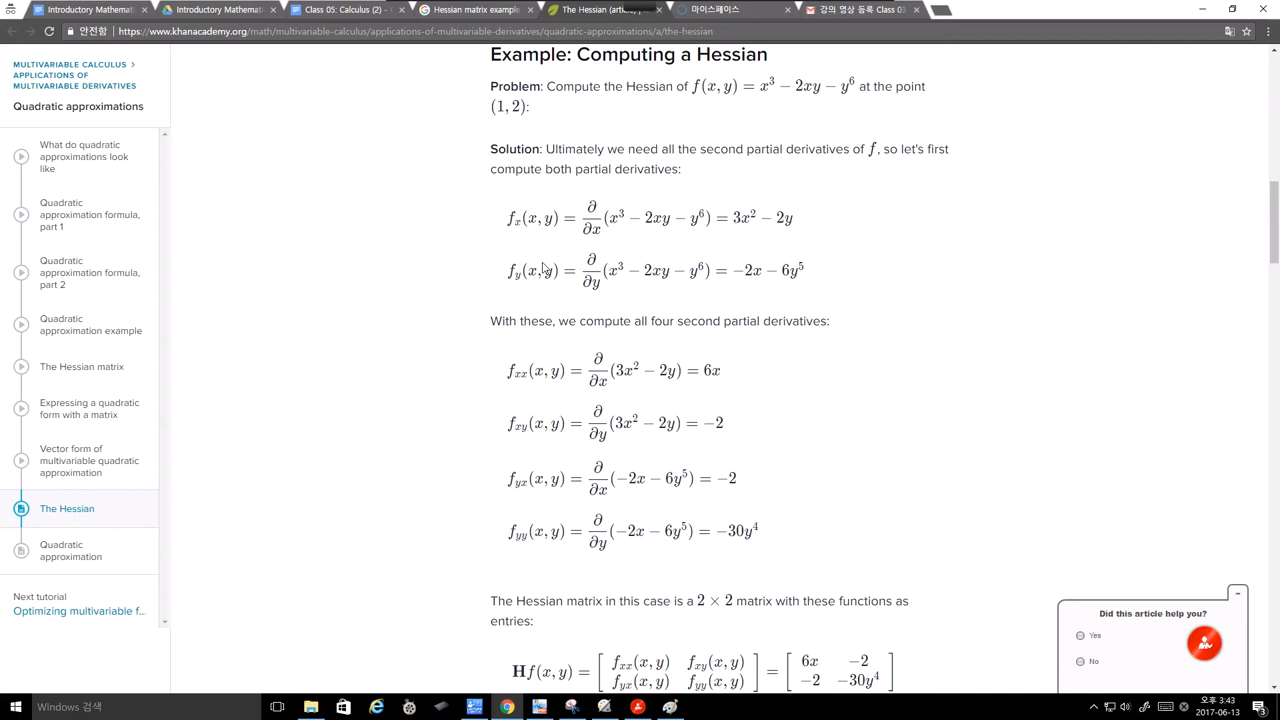 Introductory Mathemat
Introductory Mathemat
Class 05: Calculus (2) -
Hessian matrix example
The Hessian (article) |
마이스페이스
강의 영상 등록 Class 03
안전함 https://www.khanacademy.org/math/multivariable-calculus/applications-of-multivariable-derivatives/quadratic-approximations/a/the-hessian
MULTIVARIABLE CALCULUS >
APPLICATIONS OF
MULTIVARIABLE DERIVATIVES
Quadratic approximations
What do quadratic
approximations look
like
Quadratic
approximation formula,
part 1
Quadratic
approximation formula,
part 2
Quadratic
approximation example
The Hessian matrix
Expressing a quadratic
form with a matrix
Vector form of
multivariable quadratic
approximation
The Hessian
Quadratic
approximation
Next tutorial
Optimizing multivariable f...
Example: Computing a Hessian
Problem: Compute the Hessian of f(x, y) = x³ − 2xy − y⁶ at the point
(1, 2):
Solution: Ultimately we need all the second partial derivatives of f, so let's first
compute both partial derivatives:
fₓ(x, y) = ∂/∂x (x³ − 2xy − y⁶) = 3x² − 2y
f_y(x, y) = ∂/∂y (x³ − 2xy − y⁶) = −2x − 6y⁵
With these, we compute all four second partial derivatives:
f_xx(x, y) = ∂/∂x (3x² − 2y) = 6x
f_xy(x, y) = ∂/∂y (3x² − 2y) = −2
f_yx(x, y) = ∂/∂x (−2x − 6y⁵) = −2
f_yy(x, y) = ∂/∂y (−2x − 6y⁵) = −30y⁴
The Hessian matrix in this case is a 2 × 2 matrix with these functions as
entries:
Hf(x, y) = [ f_xx(x, y) f_xy(x, y) ; f_yx(x, y) f_yy(x, y) ] = [ 6x −2 ; −2 −30y⁴ ]
Did this article help you?
Yes
No
Windows 검색
오후 3:43
2017-06-13
3